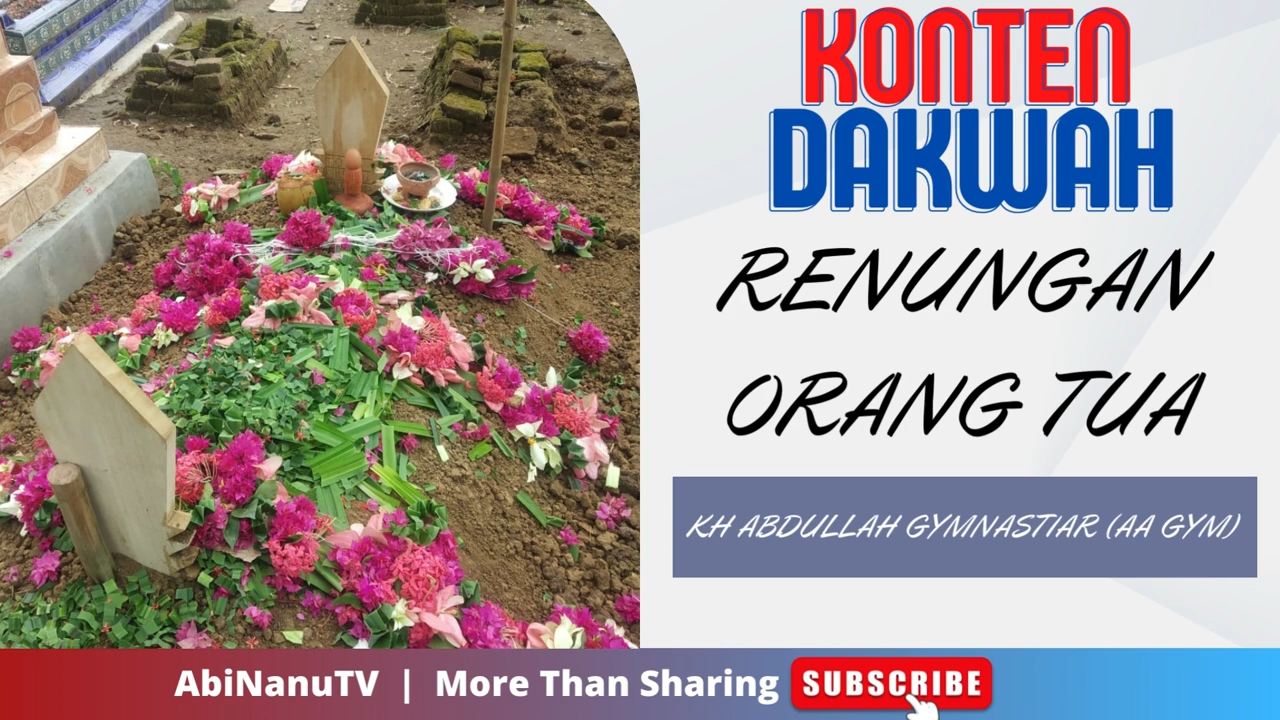 KONTEN
DAKWAH
RENUNGAN
ORANG TUA
KH ABDULLAH GYMNASTIAR (AA GYM)
AbiNanuTV | More Than Sharing SUBSCRIBE